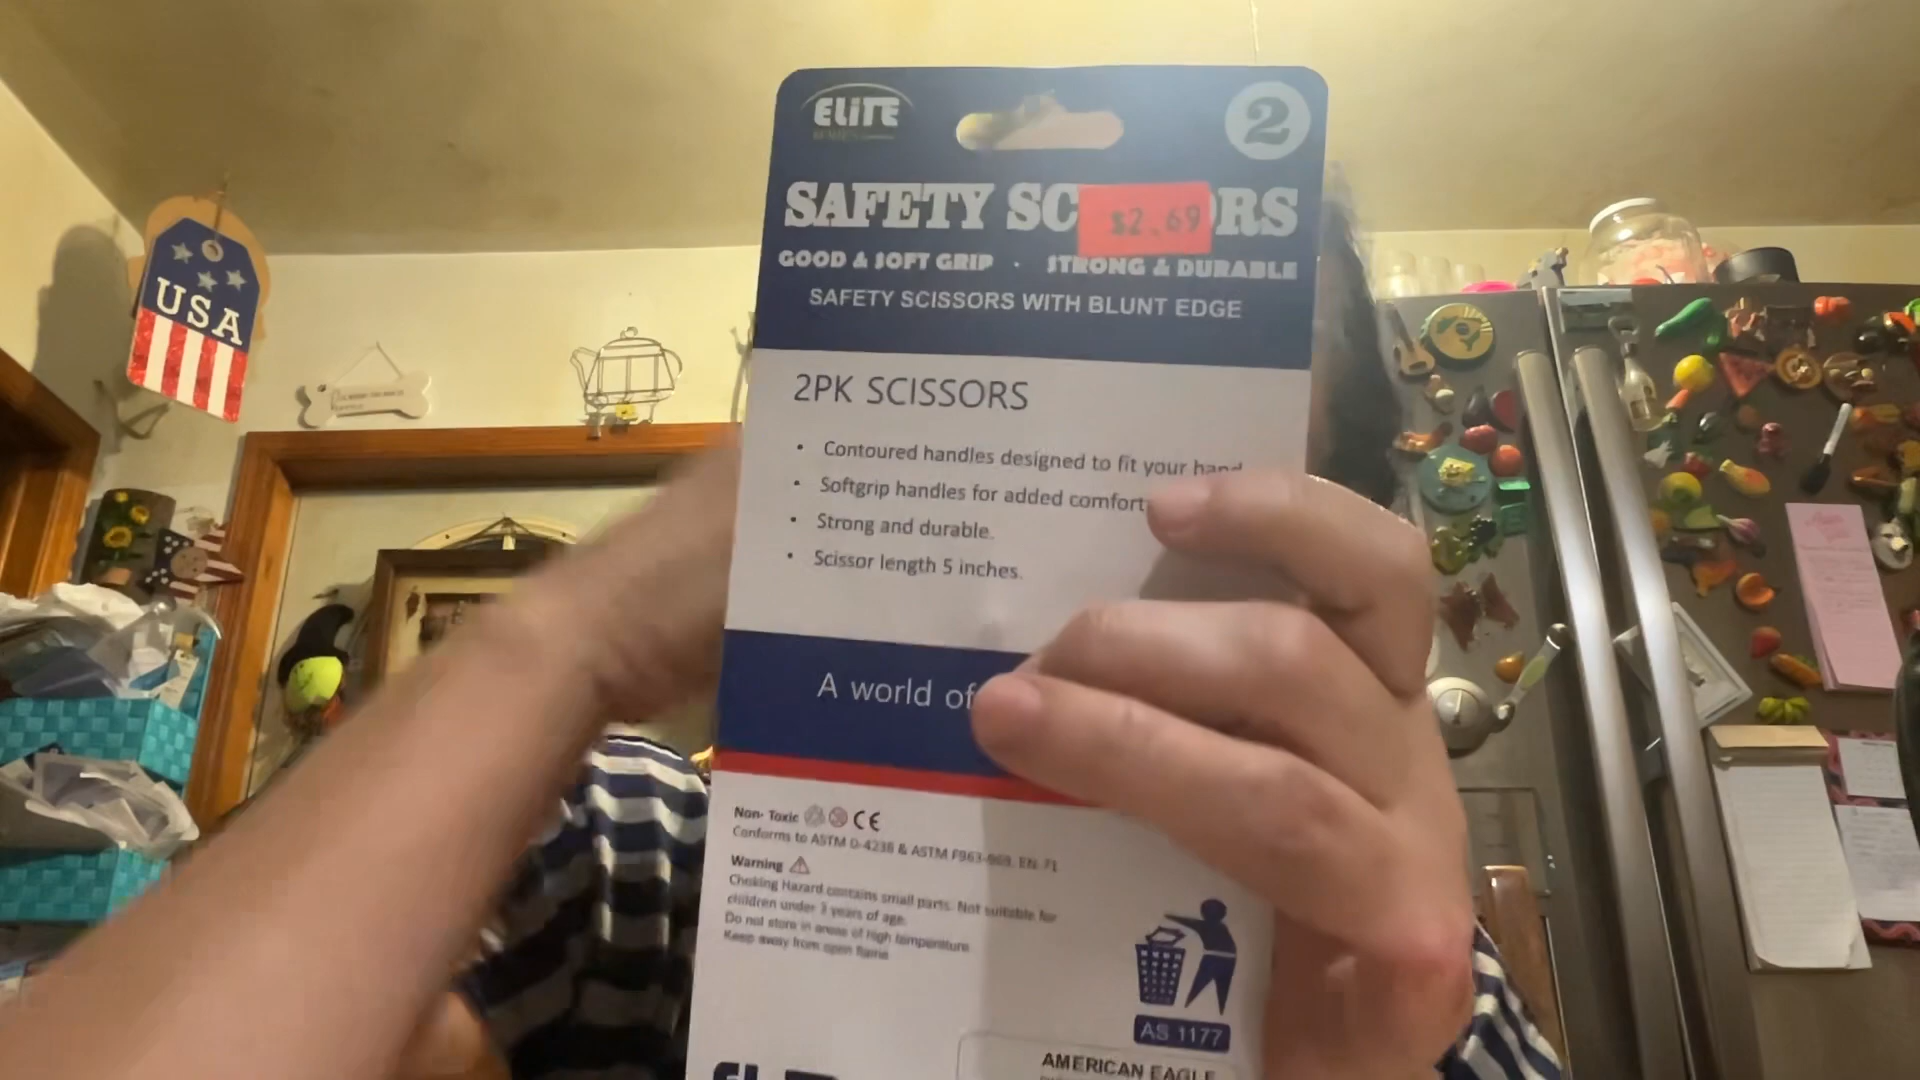 ELITE
2
SAFETY SC ORS
$2.69
GOOD & SOFT GRIP · STRONG & DURABLE
SAFETY SCISSORS WITH BLUNT EDGE
2PK SCISSORS
• Contoured handles designed to fit your hand
• Softgrip handles for added comfort
• Strong and durable.
• Scissor length 5 inches.
A world of
Non- Toxic CE
Conforms to ASTM D-4236 & ASTM F963- EN-71
Warning
Choking Hazard contains small parts. Not suitable for
children under 3 years of age.
Do not store in areas of high temperature
Keep away from open flame
AS 1177
AMERICAN EAGLE
USA